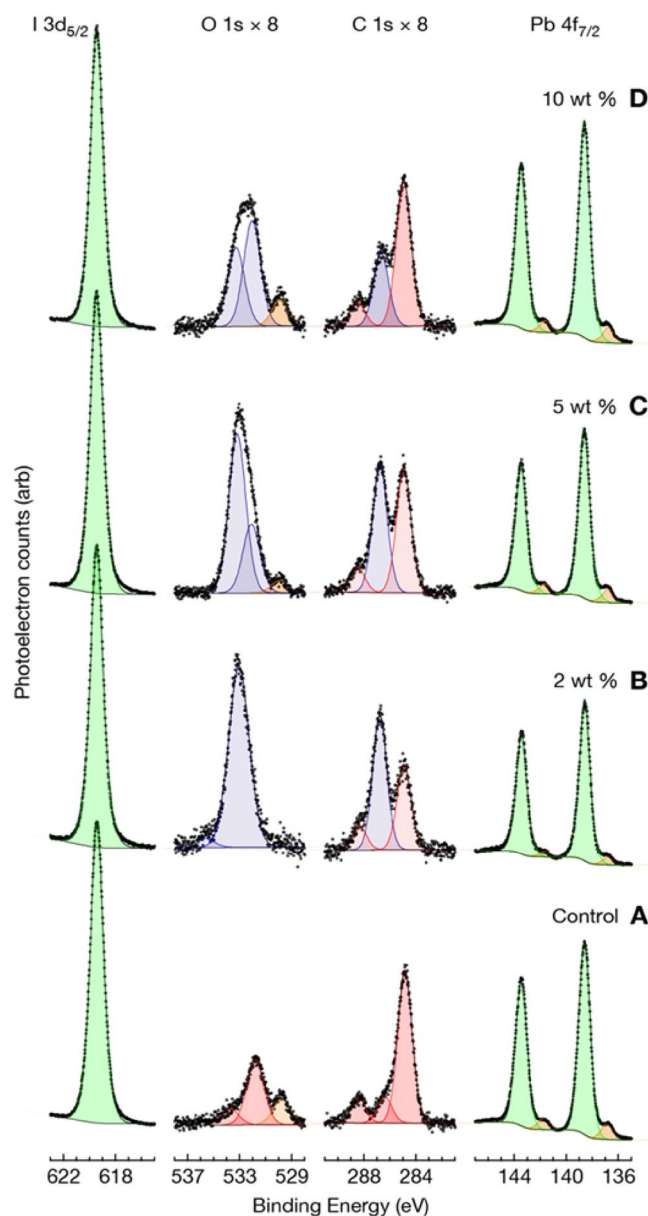 I 3d5/2 O 1s × 8 C 1s × 8 Pb 4f7/2
10 wt % D
5 wt % C
Photoelectron counts (arb)
2 wt % B
Control A
622 618 537 533 529 288 284 144 140 136
Binding Energy (eV)